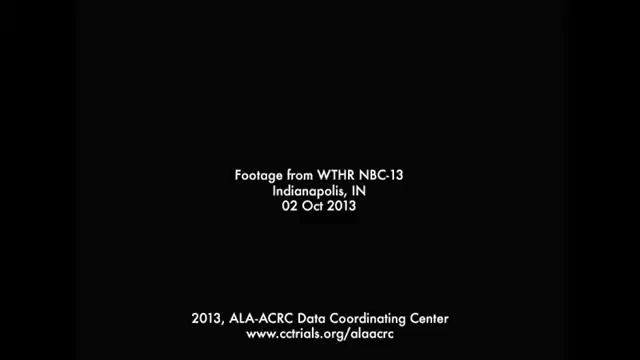 Footage from WTHR NBC-13
Indianapolis, IN
02 Oct 2013
2013, ALA-ACRC Data Coordinating Center
www.cctrials.org/alaacrc